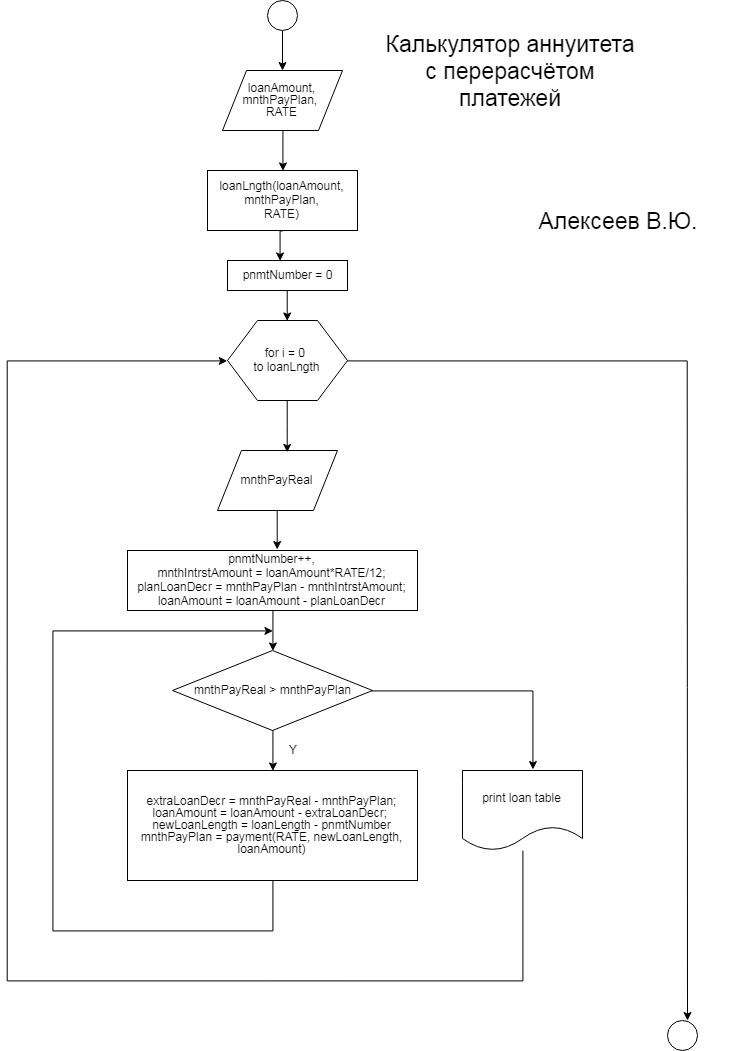 Калькулятор аннуитета
с перерасчётом
платежей
Алексеев В.Ю.
loanAmount,
mnthPayPlan,
RATE
loanLngth(loanAmount,
mnthPayPlan,
RATE)
pnmtNumber = 0
for i = 0
to loanLngth
mnthPayReal
pnmtNumber++,
mnthIntrstAmount = loanAmount*RATE/12;
planLoanDecr = mnthPayPlan - mnthIntrstAmount;
loanAmount = loanAmount - planLoanDecr
mnthPayReal > mnthPayPlan
Y
extraLoanDecr = mnthPayReal - mnthPayPlan;
loanAmount = loanAmount - extraLoanDecr;
newLoanLength = loanLength - pnmtNumber
mnthPayPlan = payment(RATE, newLoanLength,
loanAmount)
print loan table